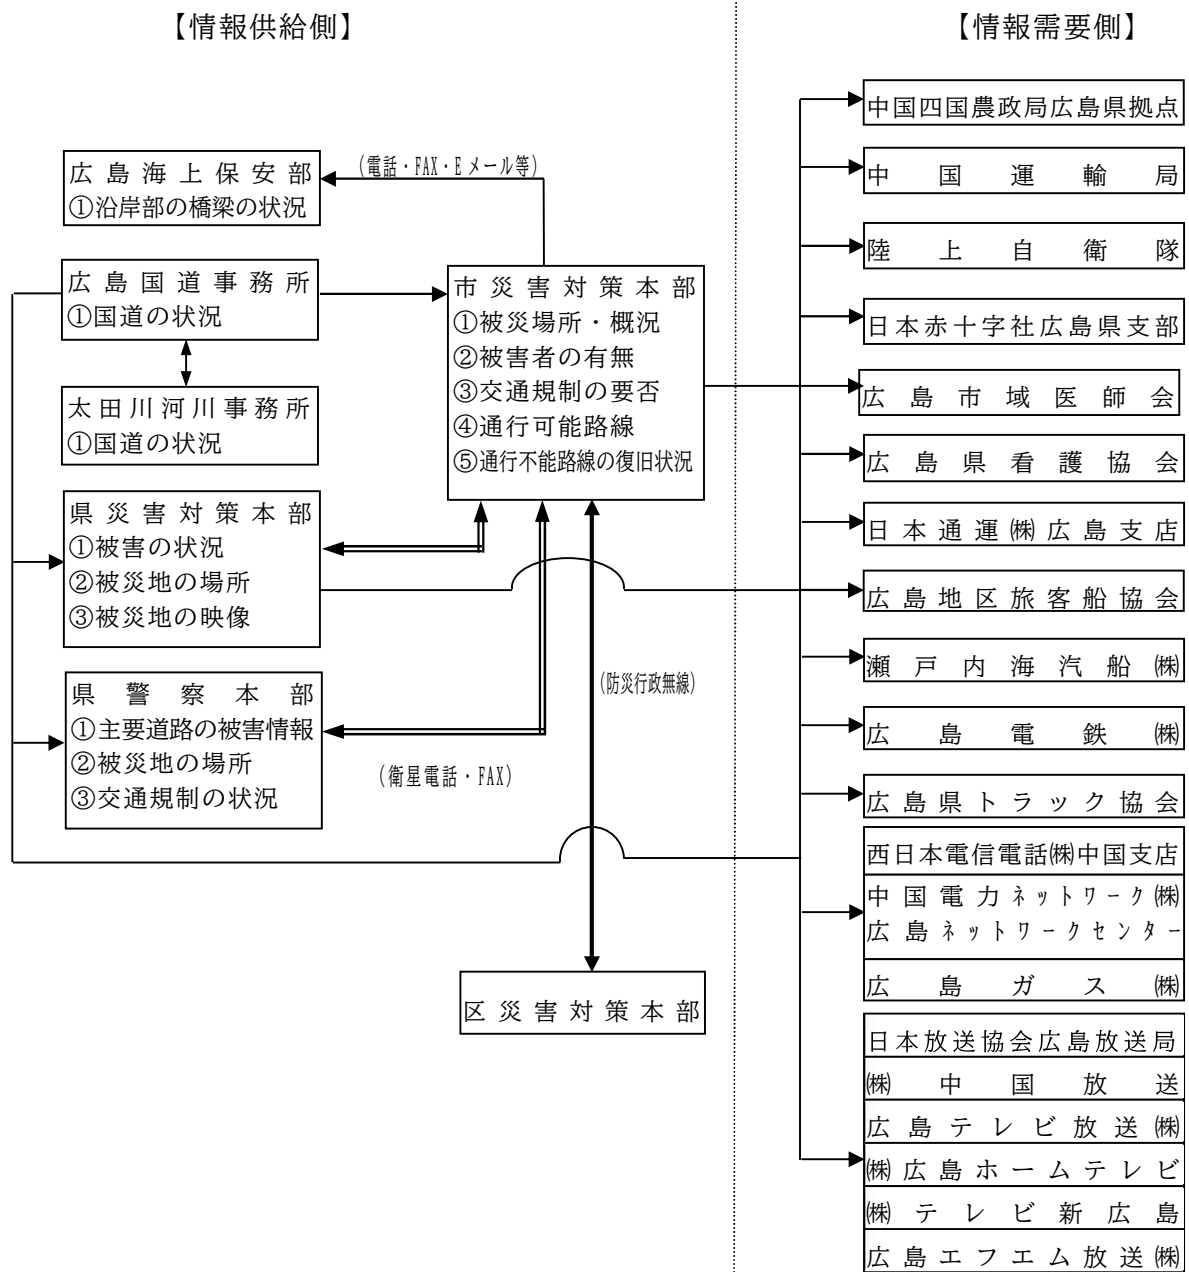 【情報供給側】
【情報需要側】
広島海上保安部
①沿岸部の橋梁の状況
(電話・FAX・Eメール等)
広島国道事務所
①国道の状況
太田川河川事務所
①国道の状況
県災害対策本部
①被害の状況
②被災地の場所
③被災地の映像
県警察本部
①主要道路の被害情報
②被災地の場所
③交通規制の状況
市災害対策本部
①被災場所・概況
②被害者の有無
③交通規制の要否
④通行可能路線
⑤通行不能路線の復旧状況
(防災行政無線)
(衛星電話・FAX)
区災害対策本部
中国四国農政局広島県拠点
中国運輸局
陸上自衛隊
日本赤十字社広島県支部
広島市域医師会
広島県看護協会
日本通運㈱広島支店
広島地区旅客船協会
瀬戸内海汽船㈱
広島電鉄㈱
広島県トラック協会
西日本電信電話㈱中国支店
中国電力ネットワーク㈱
広島ネットワークセンター
広島ガス㈱
日本放送協会広島放送局
㈱中国放送
広島テレビ放送㈱
㈱広島ホームテレビ
㈱テレビ新広島
広島エフエム放送㈱